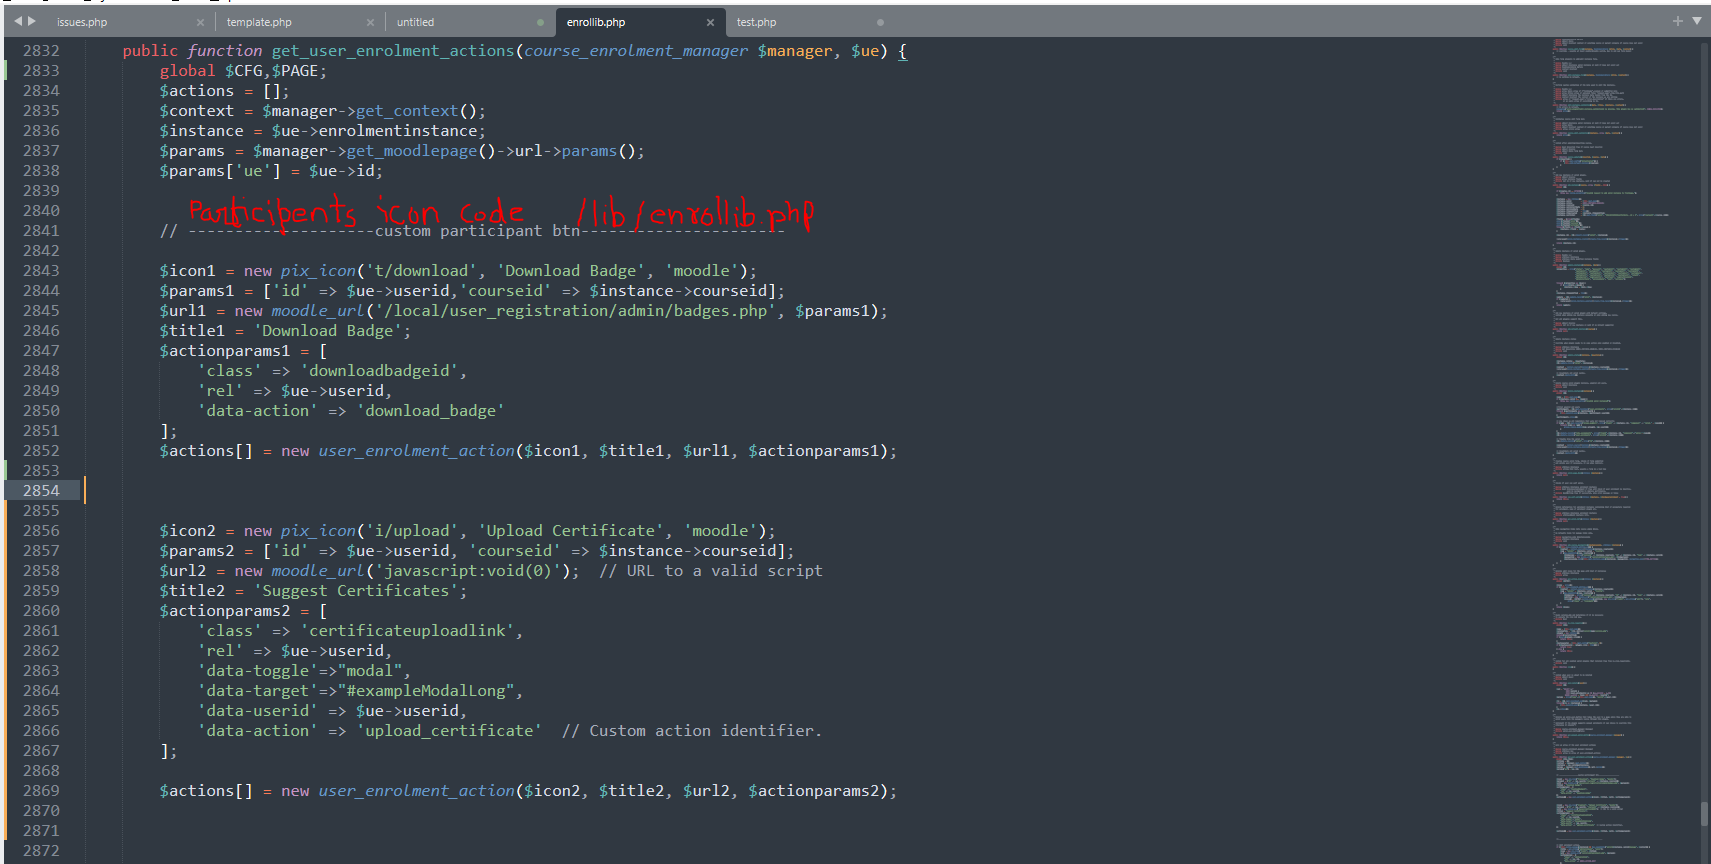 issues.php × template.php × untitled enrollib.php × test.php
2832 public function get_user_enrolment_actions(course_enrolment_manager $manager, $ue) {
2833 global $CFG,$PAGE;
2834 $actions = [];
2835 $context = $manager->get_context();
2836 $instance = $ue->enrolmentinstance;
2837 $params = $manager->get_moodlepage()->url->params();
2838 $params['ue'] = $ue->id;
2839
2840 Participents icon code /lib/enrollib.php
2841 // --------------------custom participant btn----------------------
2842
2843 $icon1 = new pix_icon('t/download', 'Download Badge', 'moodle');
2844 $params1 = ['id' => $ue->userid,'courseid' => $instance->courseid];
2845 $url1 = new moodle_url('/local/user_registration/admin/badges.php', $params1);
2846 $title1 = 'Download Badge';
2847 $actionparams1 = [
2848 'class' => 'downloadbadgeid',
2849 'rel' => $ue->userid,
2850 'data-action' => 'download_badge'
2851 ];
2852 $actions[] = new user_enrolment_action($icon1, $title1, $url1, $actionparams1);
2853
2854
2855
2856 $icon2 = new pix_icon('i/upload', 'Upload Certificate', 'moodle');
2857 $params2 = ['id' => $ue->userid, 'courseid' => $instance->courseid];
2858 $url2 = new moodle_url('javascript:void(0)');  // URL to a valid script
2859 $title2 = 'Suggest Certificates';
2860 $actionparams2 = [
2861 'class' => 'certificateuploadlink',
2862 'rel' => $ue->userid,
2863 'data-toggle'=>"modal",
2864 'data-target'=>"#exampleModalLong",
2865 'data-userid' => $ue->userid,
2866 'data-action' => 'upload_certificate'  // Custom action identifier.
2867 ];
2868
2869 $actions[] = new user_enrolment_action($icon2, $title2, $url2, $actionparams2);
2870
2871
2872